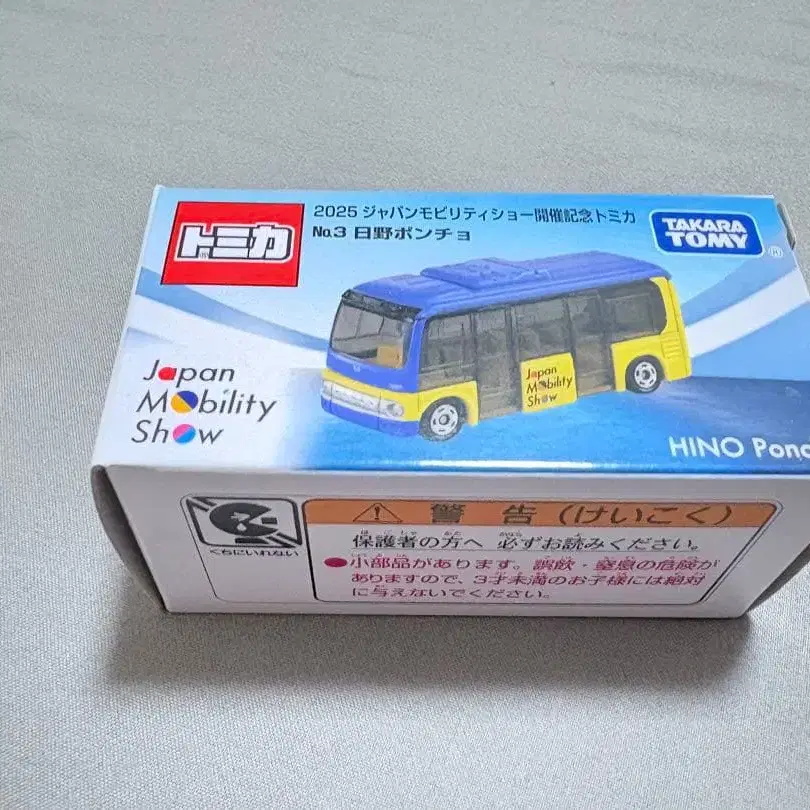 トミカ
2025 ジャパンモビリティショー開催記念トミカ
No.3 日野ポンチョ
TAKARA
TOMY
®
Japan
Mobility
Show
Japan
Mobility
Show
HINO Ponc
くちにいれない
警告(けいこく)
保護者の方へ 必ずお読みください。
●小部品があります。誤飲・窒息の危険が
ありますので、3才未満のお子様には絶対
に与えないでください。